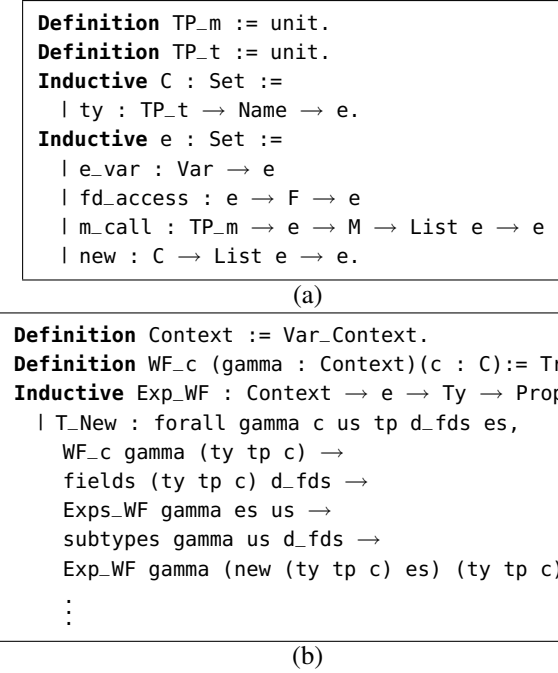 Definition TP_m := unit.
Definition TP_t := unit.
Inductive C : Set :=
| ty : TP_t → Name → e.
Inductive e : Set :=
| e_var : Var → e
| fd_access : e → F → e
| m_call : TP_m → e → M → List e → e
| new : C → List e → e.
(a)
Definition Context := Var_Context.
Definition WF_c (gamma : Context)(c : C):= Tr
Inductive Exp_WF : Context → e → Ty → Prop
| T_New : forall gamma c us tp d_fds es,
WF_c gamma (ty tp c) →
fields (ty tp c) d_fds →
Exps_WF gamma es us →
subtypes gamma us d_fds →
Exp_WF gamma (new (ty tp c) es) (ty tp c)
⋮
(b)